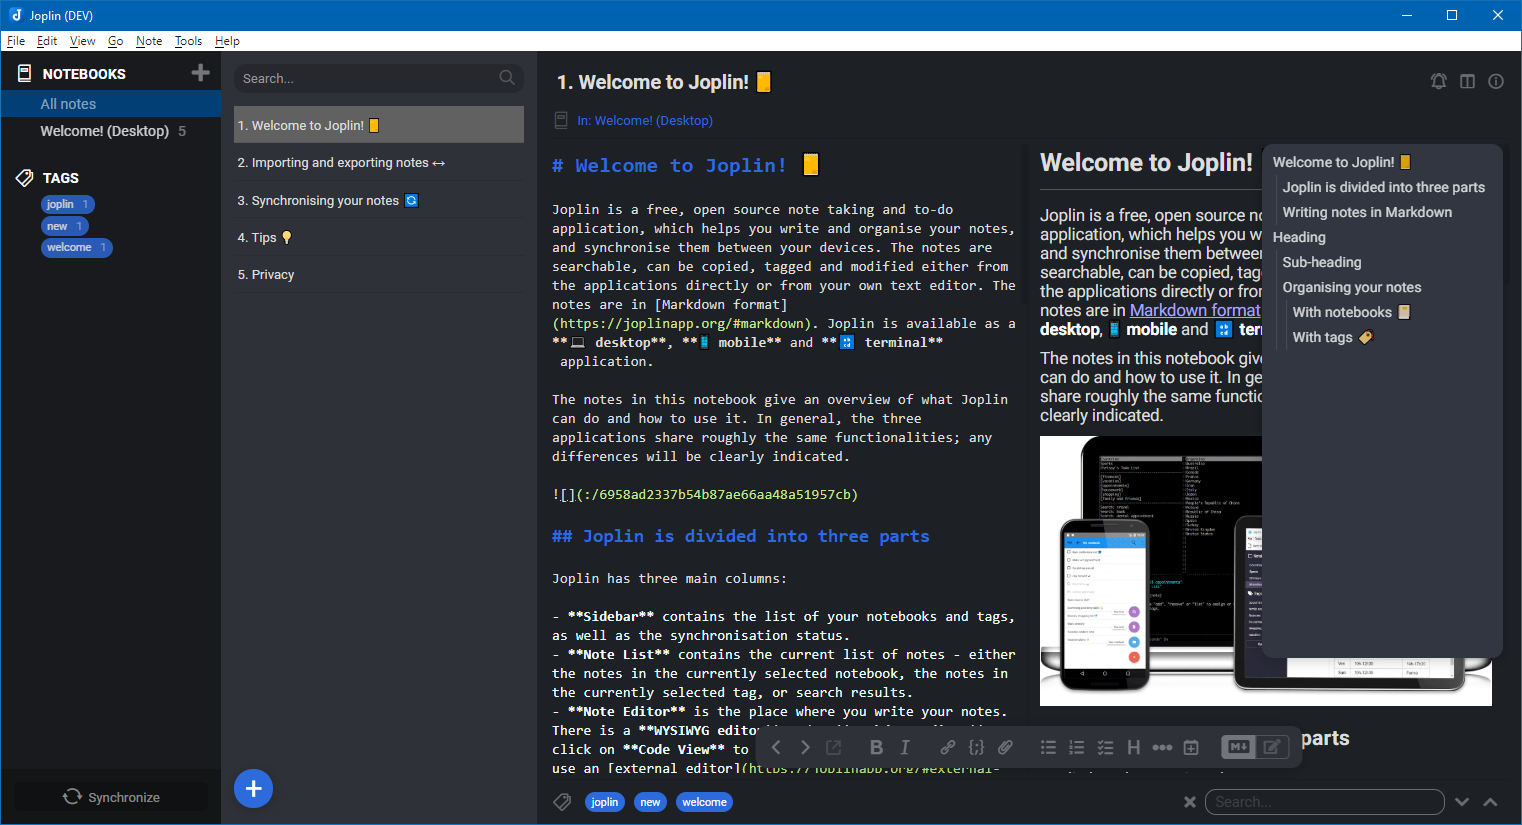 Joplin (DEV)
File Edit View Go Note Tools Help
NOTEBOOKS
All notes
Welcome! (Desktop) 5
TAGS
joplin 1
new 1
welcome 1
Synchronize
Search...
1. Welcome to Joplin!
2. Importing and exporting notes ↔
3. Synchronising your notes
4. Tips
5. Privacy
1. Welcome to Joplin!
In: Welcome! (Desktop)
# Welcome to Joplin!
Joplin is a free, open source note taking and to-do
application, which helps you write and organise your notes,
and synchronise them between your devices. The notes are
searchable, can be copied, tagged and modified either from
the applications directly or from your own text editor. The
notes are in [Markdown format]
(https://joplinapp.org/#markdown). Joplin is available as a
**💻 desktop**, **📱 mobile** and **🔡 terminal**
application.
The notes in this notebook give an overview of what Joplin
can do and how to use it. In general, the three
applications share roughly the same functionalities; any
differences will be clearly indicated.
![](:/6958ad2337b54b87ae66aa48a51957cb)
## Joplin is divided into three parts
Joplin has three main columns:
- **Sidebar** contains the list of your notebooks and tags,
as well as the synchronisation status.
- **Note List** contains the current list of notes - either
the notes in the currently selected notebook, the notes in
the currently selected tag, or search results.
- **Note Editor** is the place where you write your notes.
There is a **WYSIWYG edito
click on **Code View** to
use an [external editor](https://joplinapp.org/#external-
Welcome to Joplin!
Joplin is a free, open source no
application, which helps you w
and synchronise them between
searchable, can be copied, tag
the applications directly or fro
notes are in Markdown format
desktop, mobile and ter
The notes in this notebook give
can do and how to use it. In ge
share roughly the same functio
clearly indicated.
parts
Welcome to Joplin!
Joplin is divided into three parts
Writing notes in Markdown
Heading
Sub-heading
Organising your notes
With notebooks
With tags
B I H M↓
joplin new welcome
Search...